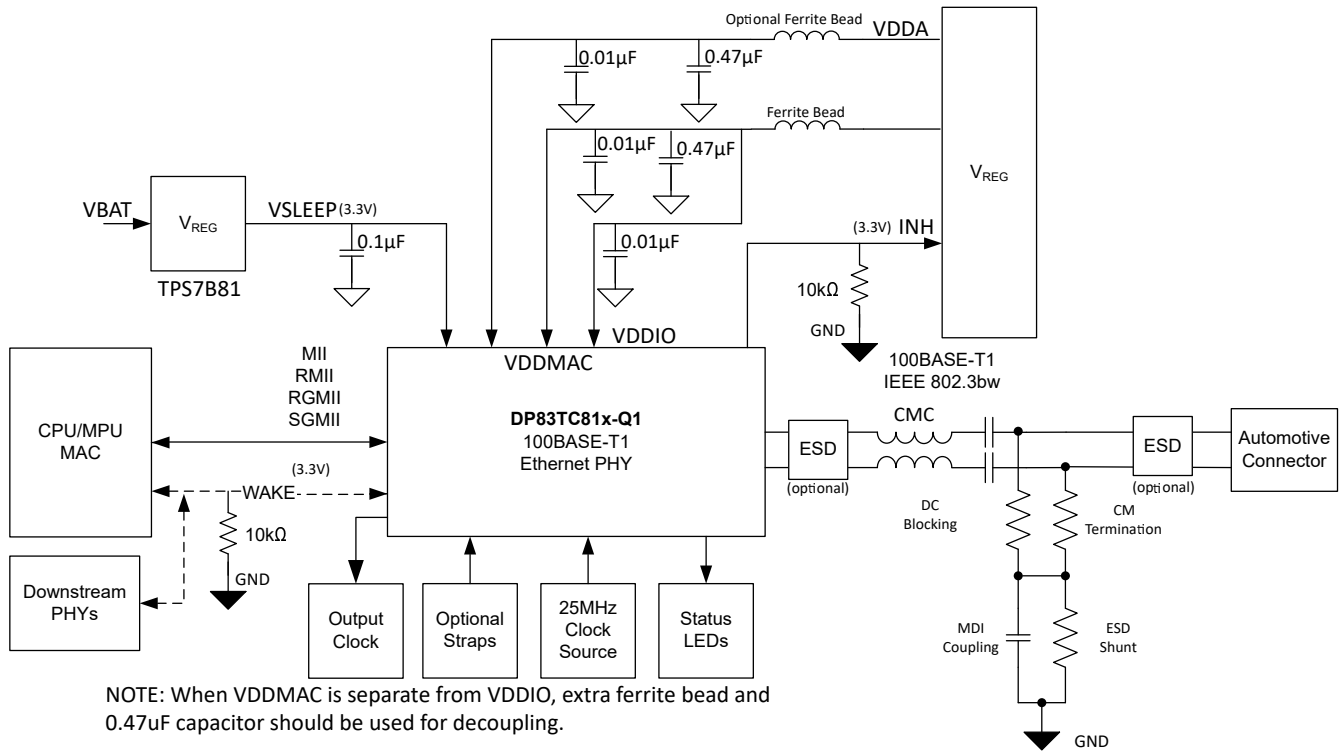 Optional Ferrite Bead
VDDA
0.01µF
0.47µF
Ferrite Bead
0.01µF
0.47µF
VREG
VBAT
VREG
VSLEEP (3.3V)
0.1µF
TPS7B81
0.01µF
(3.3V) INH
10kΩ
GND
VDDIO
VDDMAC
100BASE-T1
IEEE 802.3bw
MII
RMII
RGMII
SGMII
CPU/MPU
MAC
DP83TC81x-Q1
100BASE-T1
Ethernet PHY
CMC
ESD
(optional)
ESD
(optional)
Automotive
Connector
(3.3V)
WAKE
10kΩ
GND
DC
Blocking
CM
Termination
Downstream
PHYs
Output
Clock
Optional
Straps
25MHz
Clock
Source
Status
LEDs
MDI
Coupling
ESD
Shunt
GND
NOTE: When VDDMAC is separate from VDDIO, extra ferrite bead and
0.47uF capacitor should be used for decoupling.